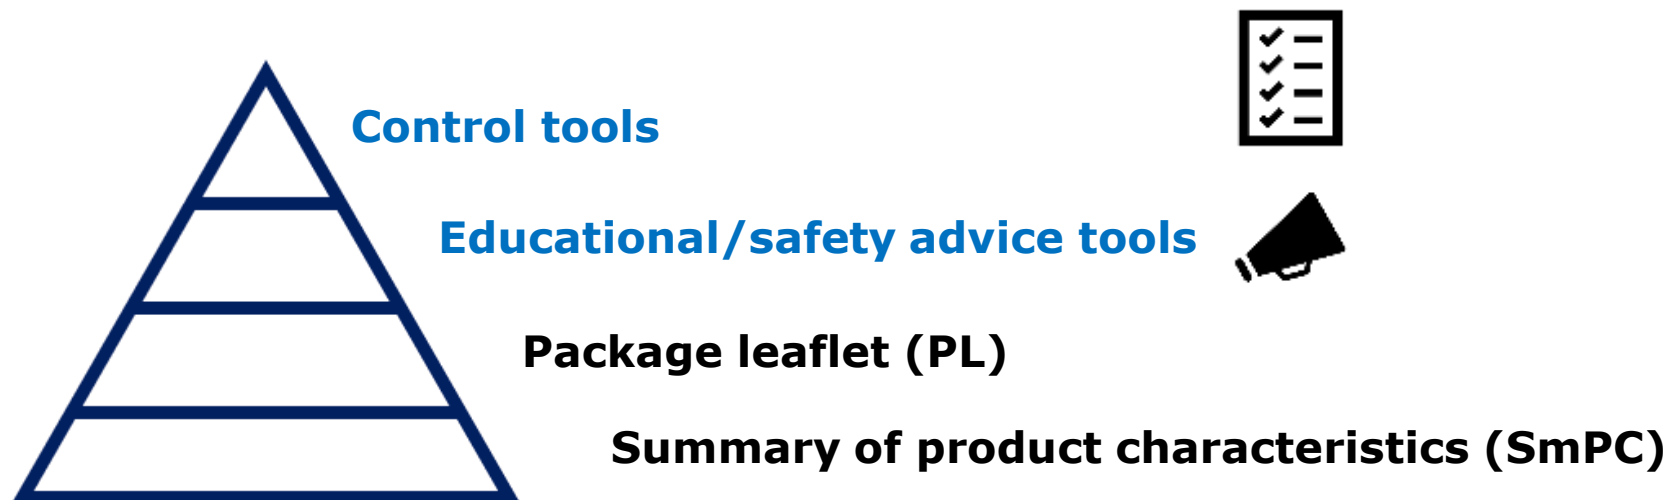 Control tools
Educational/safety advice tools
Package leaflet (PL)
Summary of product characteristics (SmPC)